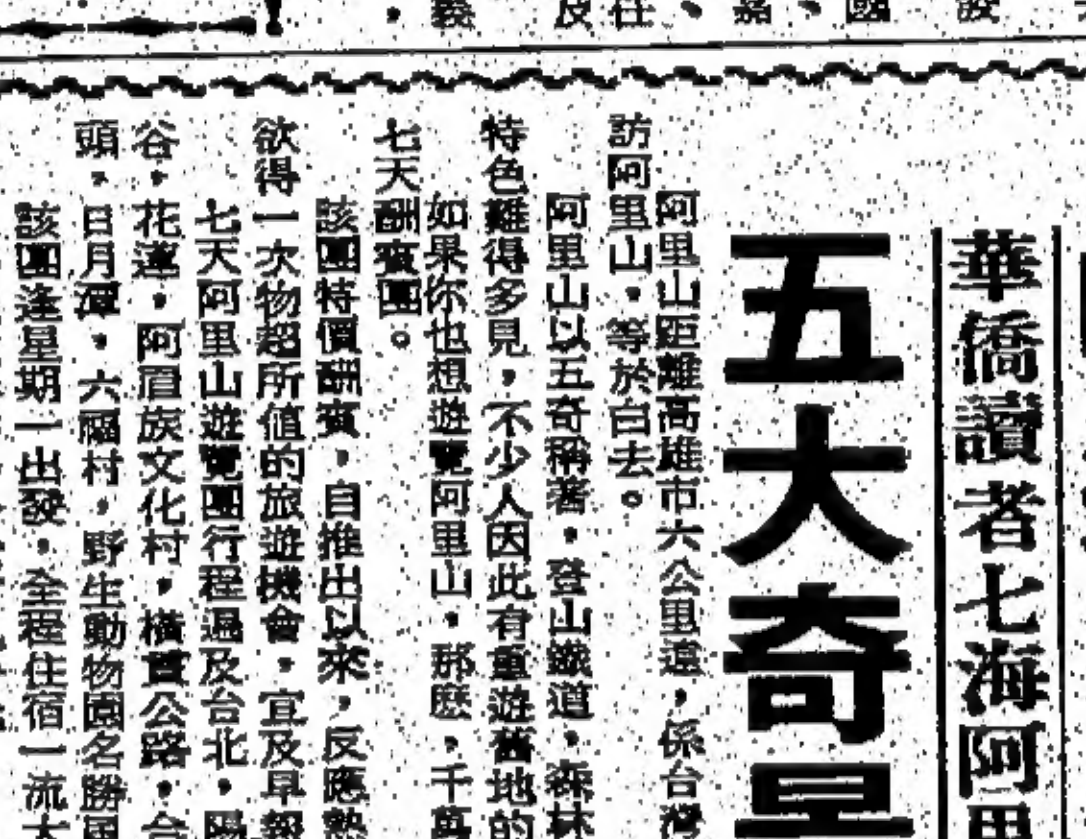 華僑讀者七海阿里
五大奇
阿里山距離高雄市六公里遠，係台灣
訪阿里山，等於白去。
阿里山以五奇稱著，登山鐵道，森林
特色難得多見，不少人因此有重遊舊地的
如果你也想遊覽阿里山，那麽，千萬
七天酬賓團。
該團特價酬賓，自推出以來，反應熱
欲得一次物超所值的旅遊機會，宜及早報
七天阿里山遊覽團行程遍及台北，陽
谷，花蓮，阿眉族文化村，橫貫公路，台
頭，日月潭，六福村，野生動物園名勝風
該團逢星期一出發，全程住宿一流大